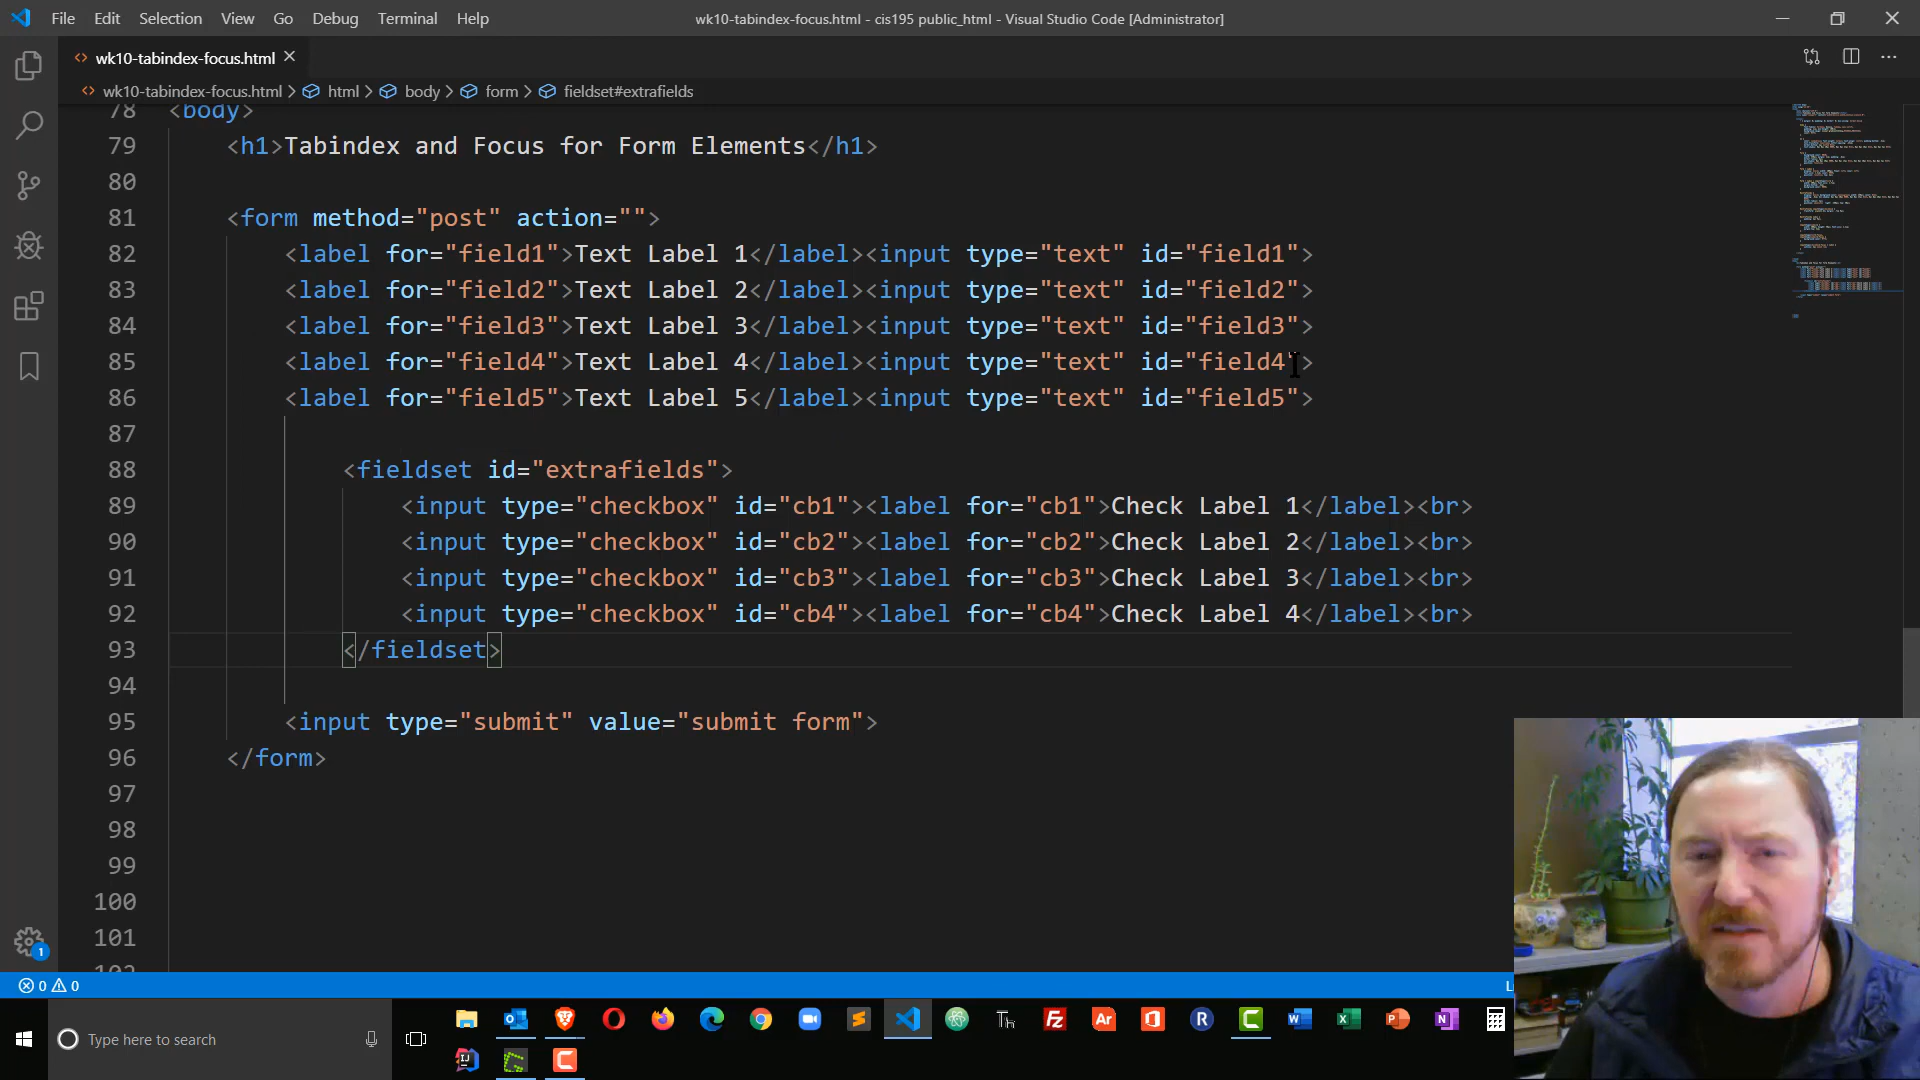 File Edit Selection View Go Debug Terminal Help
wk10-tabindex-focus.html - cis195 public_html - Visual Studio Code [Administrator]
wk10-tabindex-focus.html
wk10-tabindex-focus.html > html > body > form > fieldset#extrafields
78 <body>
79 <h1>Tabindex and Focus for Form Elements</h1>
80
81 <form method="post" action="">
82 <label for="field1">Text Label 1</label><input type="text" id="field1">
83 <label for="field2">Text Label 2</label><input type="text" id="field2">
84 <label for="field3">Text Label 3</label><input type="text" id="field3">
85 <label for="field4">Text Label 4</label><input type="text" id="field4">
86 <label for="field5">Text Label 5</label><input type="text" id="field5">
87
88 <fieldset id="extrafields">
89 <input type="checkbox" id="cb1"><label for="cb1">Check Label 1</label><br>
90 <input type="checkbox" id="cb2"><label for="cb2">Check Label 2</label><br>
91 <input type="checkbox" id="cb3"><label for="cb3">Check Label 3</label><br>
92 <input type="checkbox" id="cb4"><label for="cb4">Check Label 4</label><br>
93 </fieldset>
94
95 <input type="submit" value="submit form">
96 </form>
97
98
99
100
101
1
0 0
Type here to search